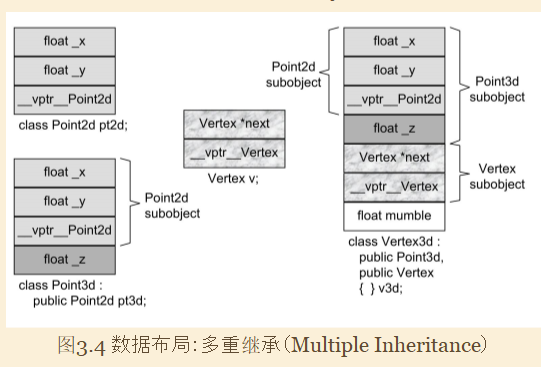 float _x
float _y
__vptr__Point2d
class Point2d pt2d;
float _x
float _y
__vptr__Point2d
float _z
Point2d
subobject
class Point3d :
public Point2d pt3d;
Vertex *next
__vptr__Vertex
Vertex v;
Point2d
subobject
float _x
float _y
__vptr__Point2d
float _z
Vertex *next
__vptr__Vertex
float mumble
Point3d
subobject
Vertex
subobject
class Vertex3d :
public Point3d,
public Vertex
{ } v3d;
图3.4 数据布局:多重继承(Multiple Inheritance)